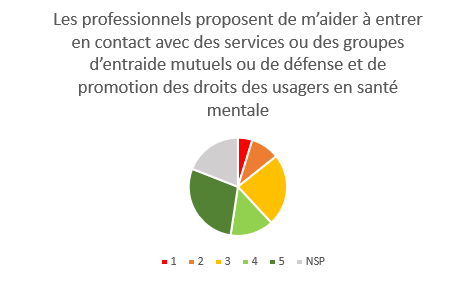 Les professionnels proposent de m’aider à entrer
en contact avec des services ou des groupes
d’entraide mutuels ou de défense et de
promotion des droits des usagers en santé
mentale
1 2 3 4 5 NSP